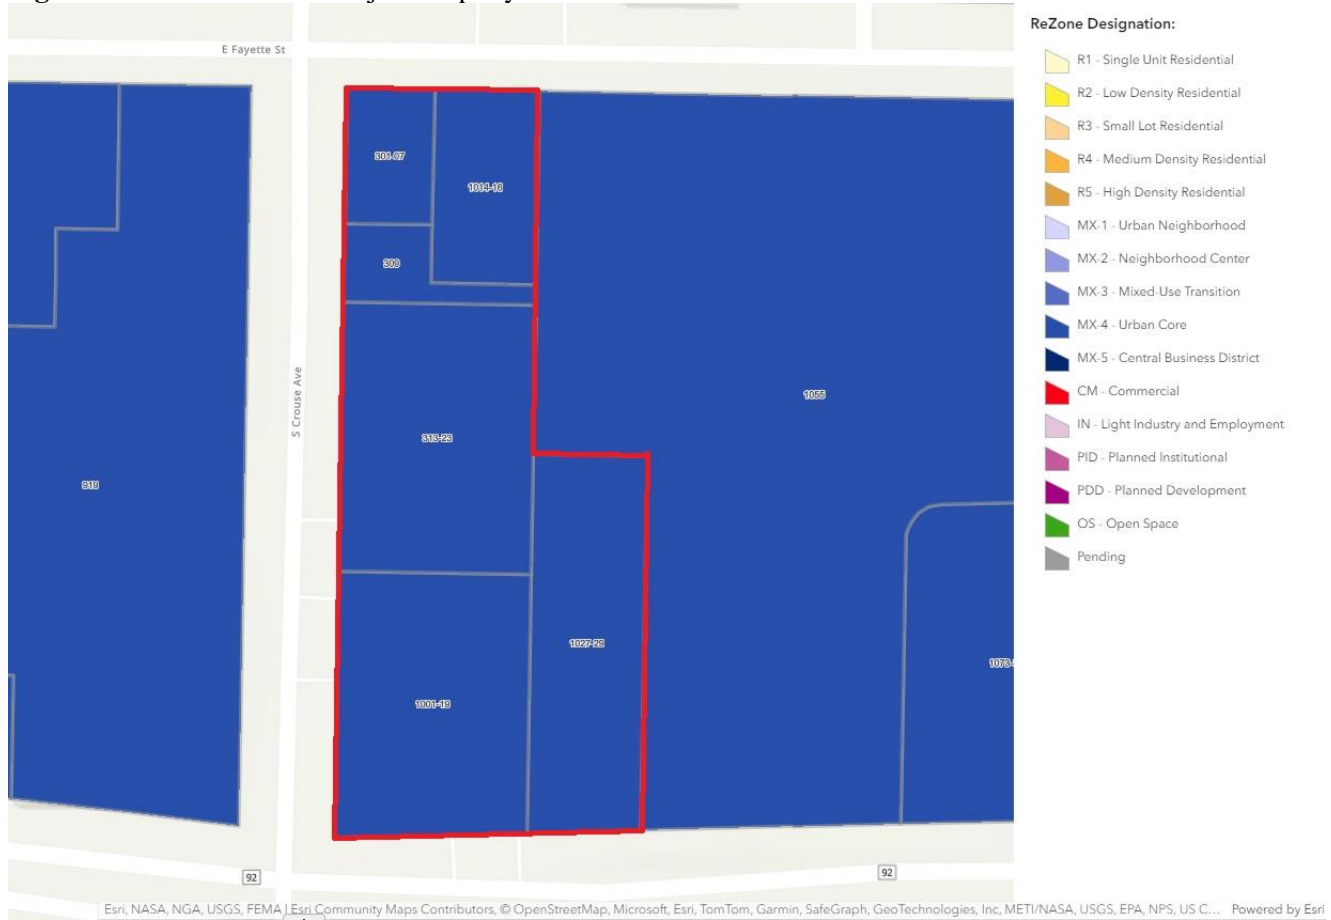 ReZone Designation:
E Fayette St
R1 - Single Unit Residential
R2 - Low Density Residential
R3 - Small Lot Residential
301-07
R4 - Medium Density Residential
1014-16
R5 - High Density Residential
MX-1 - Urban Neighborhood
309
MX-2 - Neighborhood Center
MX-3 - Mixed-Use Transition
MX-4 - Urban Core
MX-5 - Central Business District
S Crouse Ave
1055
CM - Commercial
IN - Light Industry and Employment
313-23
PID - Planned Institutional
919
PDD - Planned Development
OS - Open Space
Pending
1027-29
1001-19
92
92
Esri, NASA, NGA, USGS, FEMA | Esri Community Maps Contributors, © OpenStreetMap, Microsoft, Esri, TomTom, Garmin, SafeGraph, GeoTechnologies, Inc, METI/NASA, USGS, EPA, NPS, US C... Powered by Esri